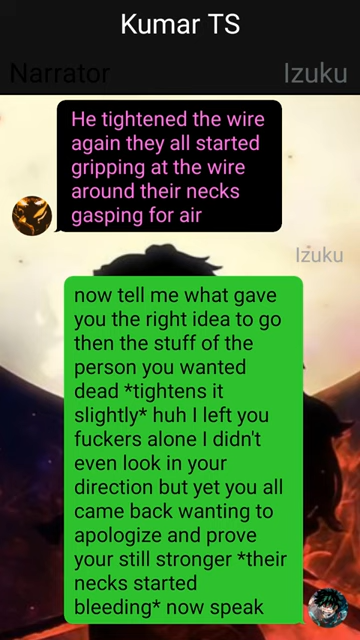 Kumar TS
Narrator
Izuku
He tightened the wire
again they all started
gripping at the wire
around their necks
gasping for air
Izuku
now tell me what gave
you the right idea to go
then the stuff of the
person you wanted
dead *tightens it
slightly* huh I left you
fuckers alone I didn't
even look in your
direction but yet you all
came back wanting to
apologize and prove
your still stronger *their
necks started
bleeding* now speak